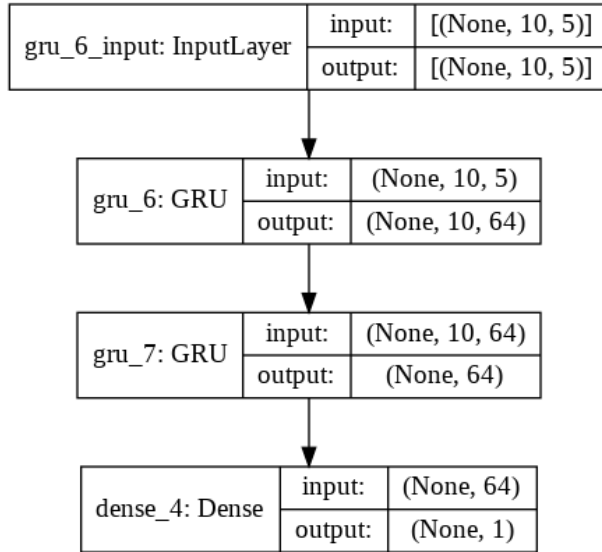 gru_6_input: InputLayer
input: [(None, 10, 5)]
output: [(None, 10, 5)]
gru_6: GRU
input: (None, 10, 5)
output: (None, 10, 64)
gru_7: GRU
input: (None, 10, 64)
output: (None, 64)
dense_4: Dense
input: (None, 64)
output: (None, 1)